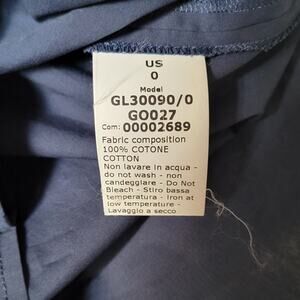 US
0
Model
GL30090/0
GO027
Com: 00002689
Fabric composition
100% COTONE
COTTON
Non lavare in acqua -
do not wash - non
candeggiare - Do Not
Bleach - Stiro bassa
temperatura - Iron at
low temperature -
Lavaggio a secco